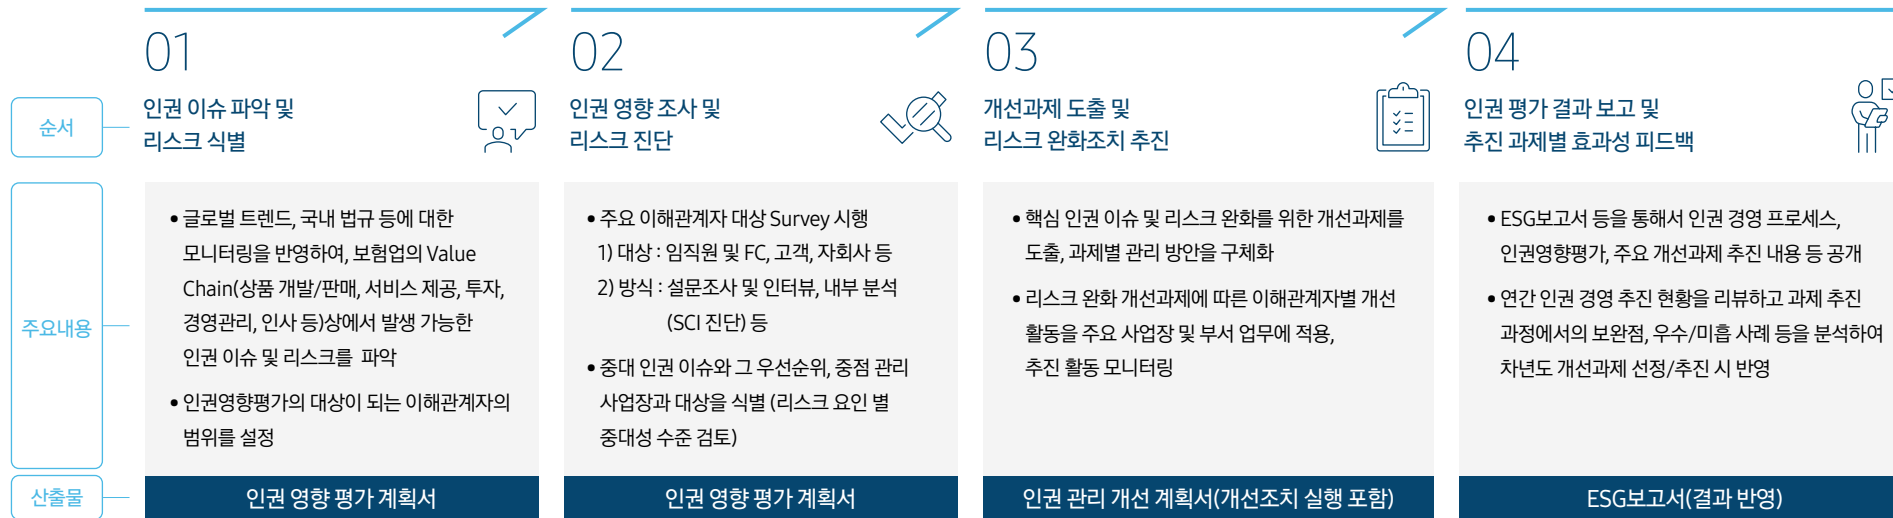 순서
01
인권 이슈 파악 및
리스크 식별
02
인권 영향 조사 및
리스크 진단
03
개선과제 도출 및
리스크 완화조치 추진
04
인권 평가 결과 보고 및
추진 과제별 효과성 피드백
주요내용
• 글로벌 트렌드, 국내 법규 등에 대한
모니터링을 반영하여, 보험업의 Value
Chain(상품 개발/판매, 서비스 제공, 투자,
경영관리, 인사 등)상에서 발생 가능한
인권 이슈 및 리스크를 파악
• 인권영향평가의 대상이 되는 이해관계자의
범위를 설정
• 주요 이해관계자 대상 Survey 시행
1) 대상 : 임직원 및 FC, 고객, 자회사 등
2) 방식 : 설문조사 및 인터뷰, 내부 분석
(SCI 진단) 등
• 중대 인권 이슈와 그 우선순위, 중점 관리
사업장과 대상을 식별 (리스크 요인 별
중대성 수준 검토)
• 핵심 인권 이슈 및 리스크 완화를 위한 개선과제를
도출, 과제별 관리 방안을 구체화
• 리스크 완화 개선과제에 따른 이해관계자별 개선
활동을 주요 사업장 및 부서 업무에 적용,
추진 활동 모니터링
• ESG보고서 등을 통해서 인권 경영 프로세스,
인권영향평가, 주요 개선과제 추진 내용 등 공개
• 연간 인권 경영 추진 현황을 리뷰하고 과제 추진
과정에서의 보완점, 우수/미흡 사례 등을 분석하여
차년도 개선과제 선정/추진 시 반영
산출물
인권 영향 평가 계획서
인권 영향 평가 계획서
인권 관리 개선 계획서(개선조치 실행 포함)
ESG보고서(결과 반영)